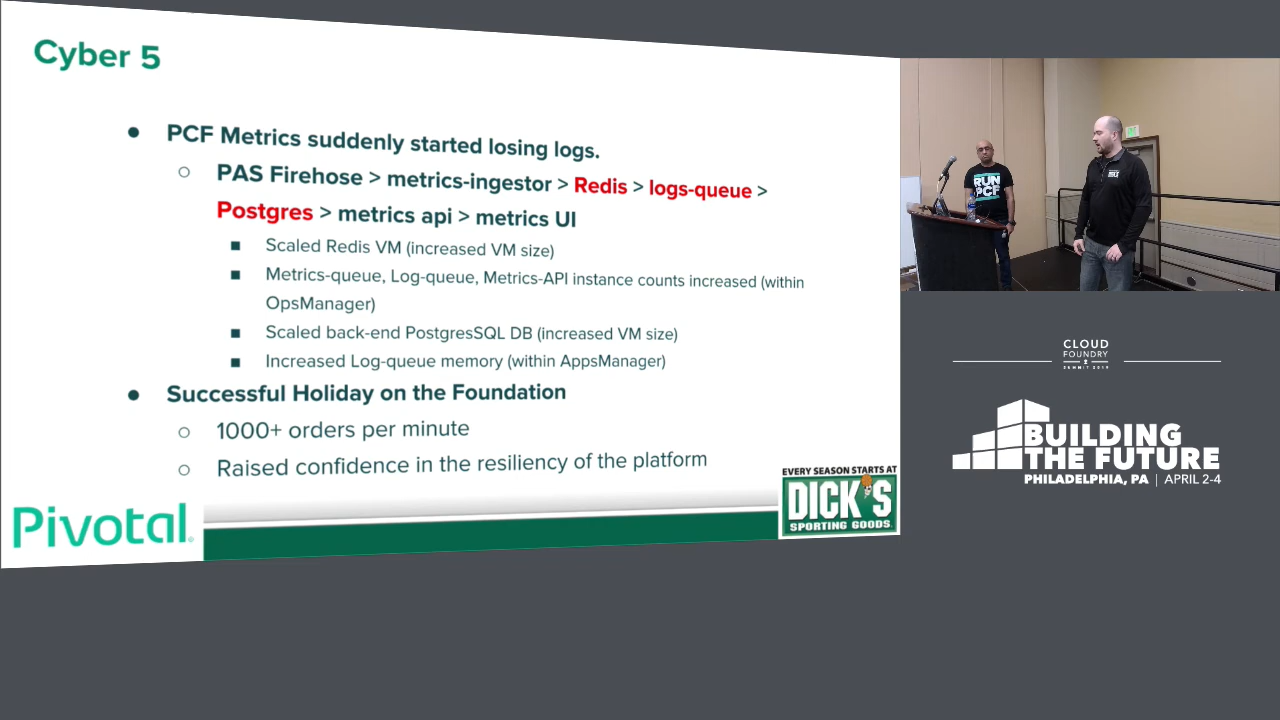 Cyber 5
● PCF Metrics suddenly started losing logs.
○ PAS Firehose > metrics-ingestor > Redis > logs-queue >
Postgres > metrics api > metrics UI
■ Scaled Redis VM (increased VM size)
■ Metrics-queue, Log-queue, Metrics-API instance counts increased (within
OpsManager)
■ Scaled back-end PostgresSQL DB (increased VM size)
■ Increased Log-queue memory (within AppsManager)
● Successful Holiday on the Foundation
○ 1000+ orders per minute
○ Raised confidence in the resiliency of the platform
Pivotal.
EVERY SEASON STARTS AT
DICK'S
SPORTING GOODS
RUN
PCF
CLOUD
FOUNDRY
SUMMIT 2019
BUILDING
THE FUTURE
PHILADELPHIA, PA | APRIL 2-4